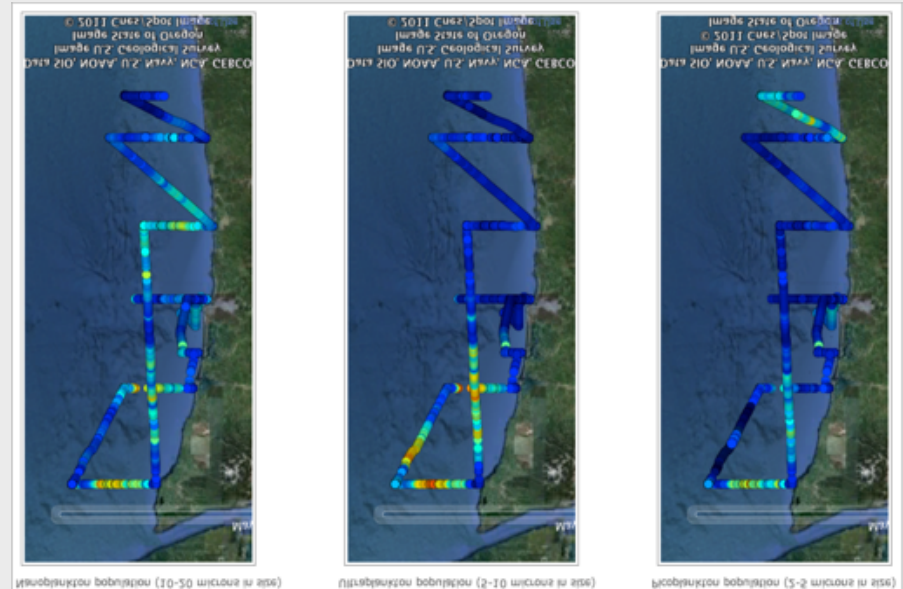 Nanoplankton population (10-20 microns in size)
May
Data SIO, NOAA, U.S. Navy, NGA, GEBCO
Image U.S. Geological Survey
Image State of Oregon
© 2011 Cnes/Spot Image
Ultraplankton population (5-10 microns in size)
May
Data SIO, NOAA, U.S. Navy, NGA, GEBCO
Image U.S. Geological Survey
Image State of Oregon
© 2011 Cnes/Spot Image
Picoplankton population (2-5 microns in size)
May
Data SIO, NOAA, U.S. Navy, NGA, GEBCO
Image U.S. Geological Survey
© 2011 Cnes/Spot Image
Image State of Oregon